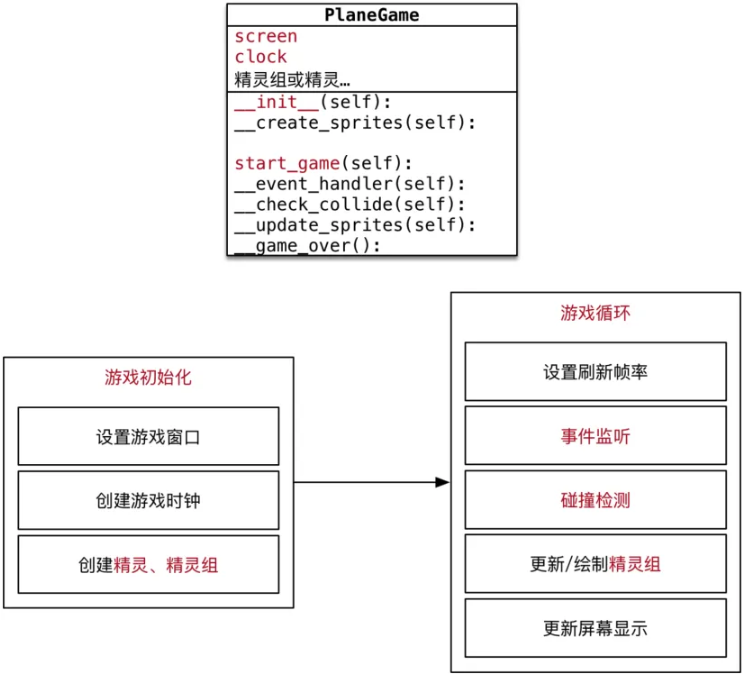 PlaneGame
screen
clock
精灵组或精灵…
__init__(self):
__create_sprites(self):
start_game(self):
__event_handler(self):
__check_collide(self):
__update_sprites(self):
__game_over():
游戏初始化
设置游戏窗口
创建游戏时钟
创建精灵、精灵组
游戏循环
设置刷新帧率
事件监听
碰撞检测
更新/绘制精灵组
更新屏幕显示